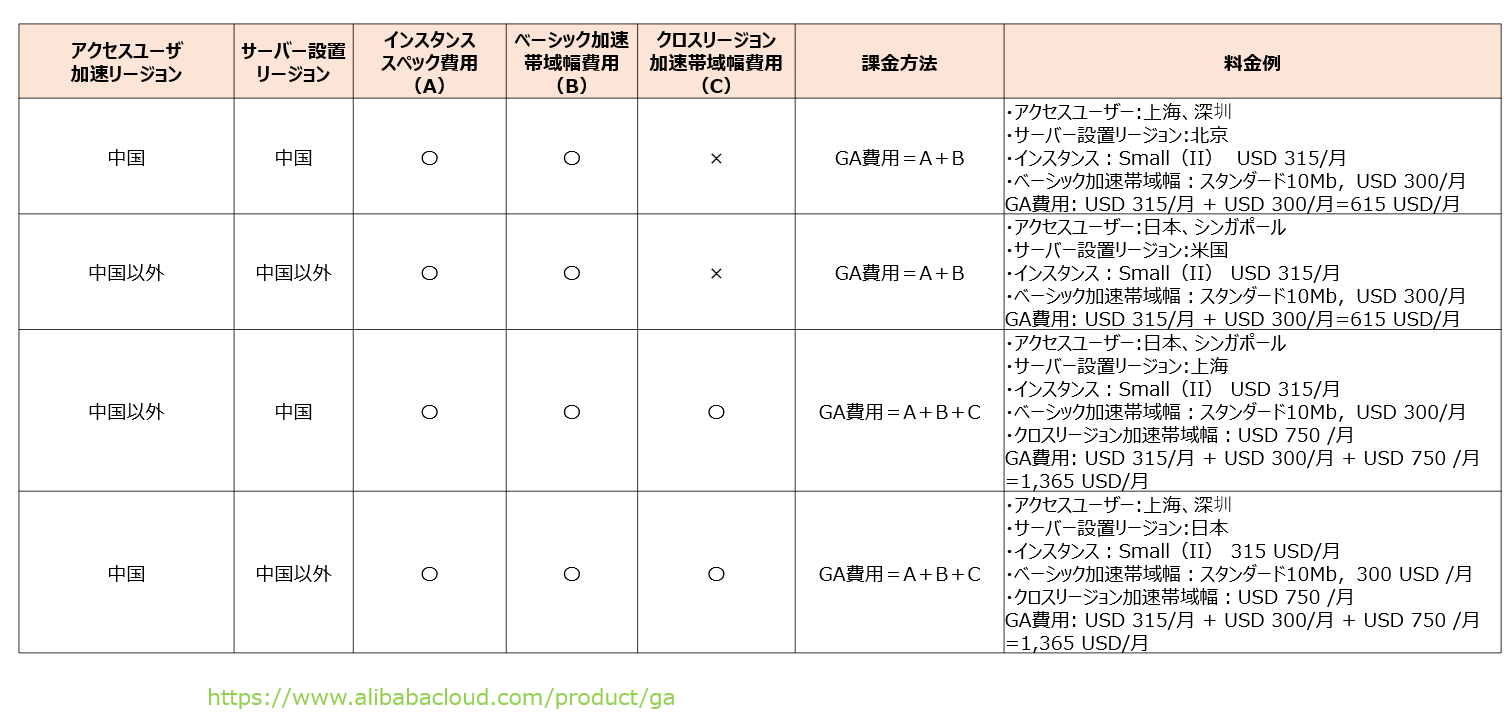 アクセスユーザ
加速リージョン
サーバー設置
リージョン
インスタンス
スペック費用
（A）
ベーシック加速
帯域幅費用
（B）
クロスリージョン
加速帯域幅費用
（C）
課金方法
料金例
中国
中国
〇
〇
×
GA費用＝A＋B
・アクセスユーザー:上海、深圳
・サーバー設置リージョン:北京
・インスタンス：Small（II） USD 315/月
・ベーシック加速帯域幅：スタンダード10Mb，USD 300/月
GA費用: USD 315/月 + USD 300/月=615 USD/月
中国以外
中国以外
〇
〇
×
GA費用＝A＋B
・アクセスユーザー:日本、シンガポール
・サーバー設置リージョン:米国
・インスタンス：Small（II） USD 315/月
・ベーシック加速帯域幅：スタンダード10Mb，USD 300/月
GA費用: USD 315/月 + USD 300/月=615 USD/月
中国以外
中国
〇
〇
〇
GA費用＝A＋B＋C
・アクセスユーザー:日本、シンガポール
・サーバー設置リージョン:上海
・インスタンス：Small（II） USD 315/月
・ベーシック加速帯域幅：スタンダード10Mb，USD 300/月
・クロスリージョン加速帯域幅：USD 750 /月
GA費用: USD 315/月 + USD 300/月 + USD 750 /月
=1,365 USD/月
中国
中国以外
〇
〇
〇
GA費用＝A＋B＋C
・アクセスユーザー:上海、深圳
・サーバー設置リージョン:日本
・インスタンス：Small（II） 315 USD/月
・ベーシック加速帯域幅：スタンダード10Mb，300 USD /月
・クロスリージョン加速帯域幅：USD 750 /月
GA費用: USD 315/月 + USD 300/月 + USD 750 /月
=1,365 USD/月
https://www.alibabacloud.com/product/ga